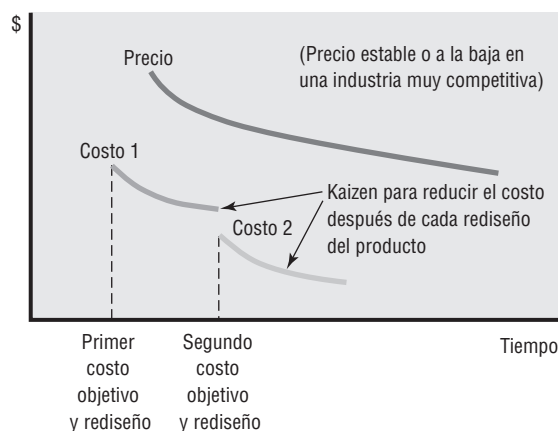 $
Precio
(Precio estable o a la baja en
una industria muy competitiva)
Costo 1
Kaizen para reducir el costo
después de cada rediseño
del producto
Costo 2
Primer
costo
objetivo
y rediseño
Segundo
costo
objetivo
y rediseño
Tiempo